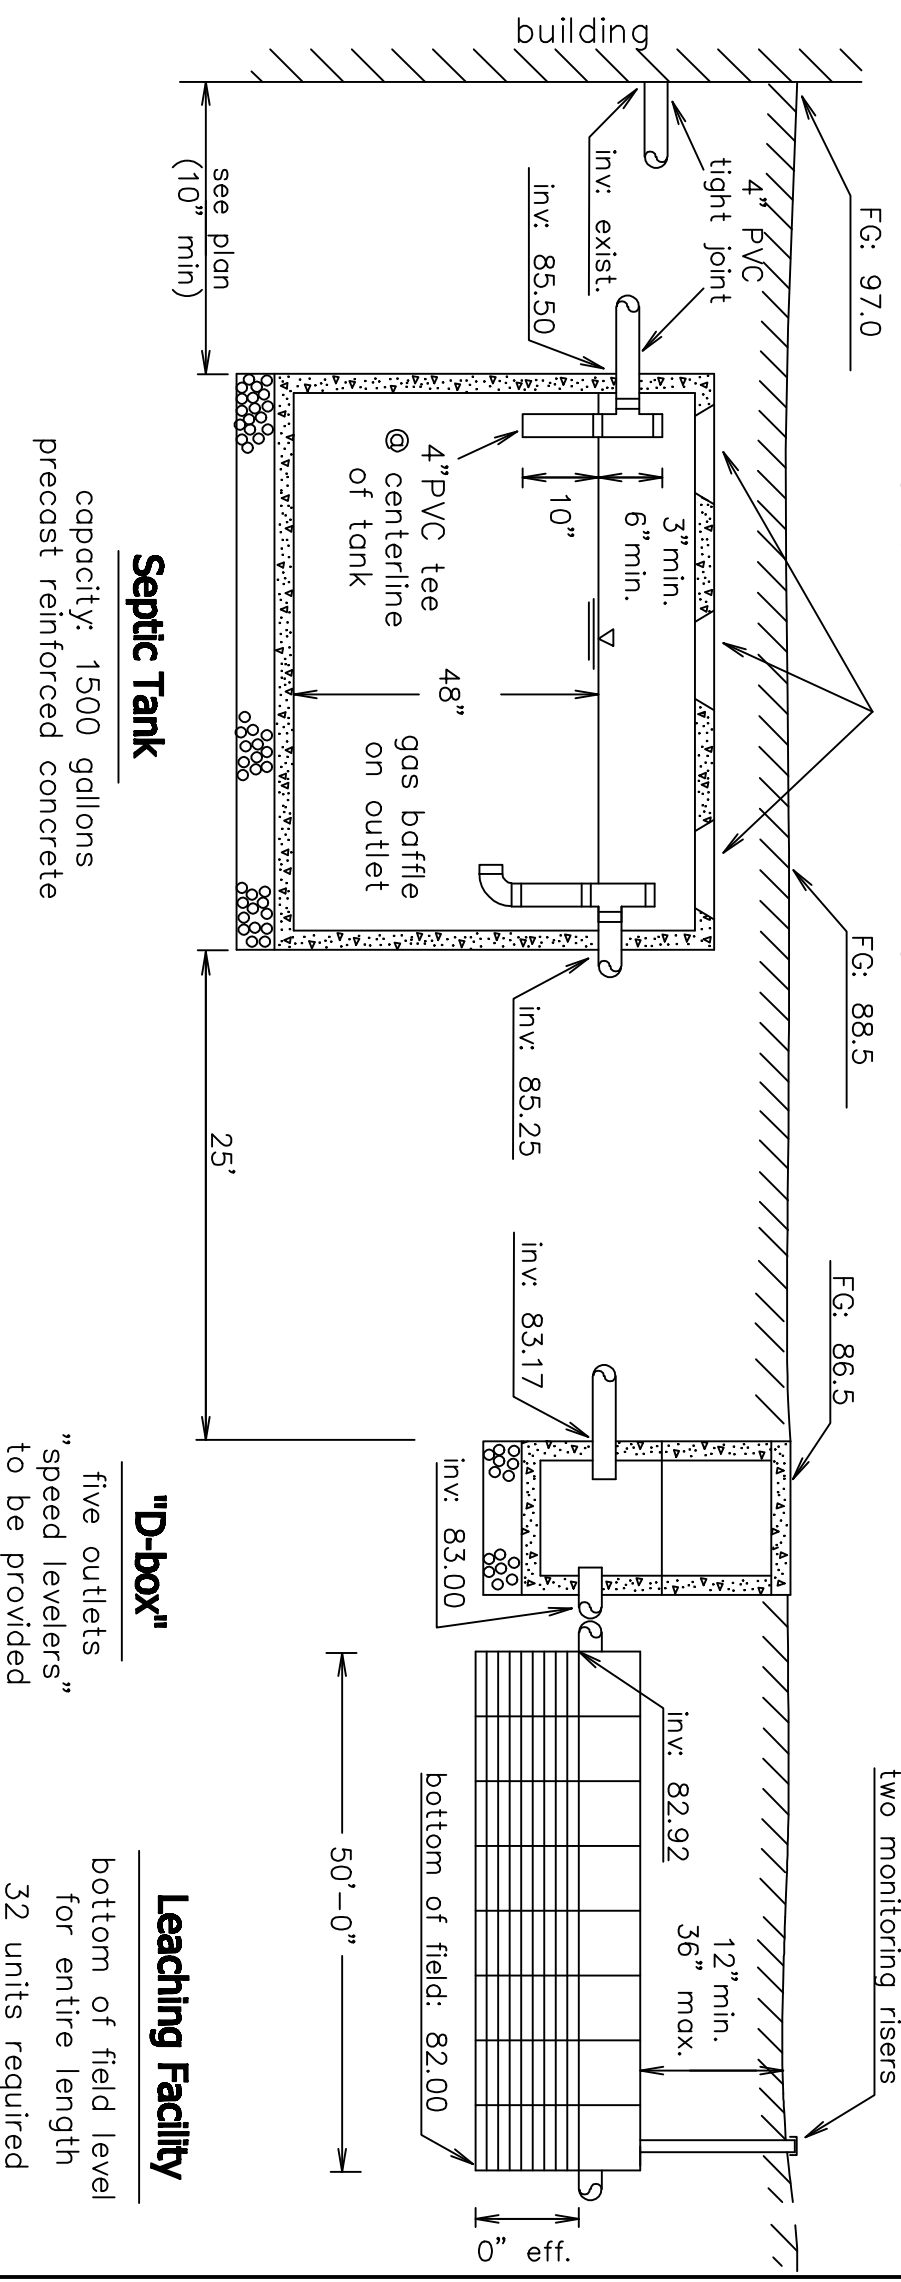 building
FG: 97.0
4" PVC
tight joint
inv: exist.
inv: 85.50
see plan
(10" min)
3"min.
6"min.
10"
4"PVC tee
@ centerline
of tank
48"
gas baffle
on outlet
FG: 88.5
inv: 85.25
Septic Tank
capacity: 1500 gallons
precast reinforced concrete
25'
FG: 86.5
inv: 83.17
inv: 83.00
"D-box"
five outlets
"speed levelers"
to be provided
two monitoring risers
inv: 82.92
12"min.
36" max.
bottom of field: 82.00
50'-0"
0" eff.
Leaching Facility
bottom of field level
for entire length
32 units required